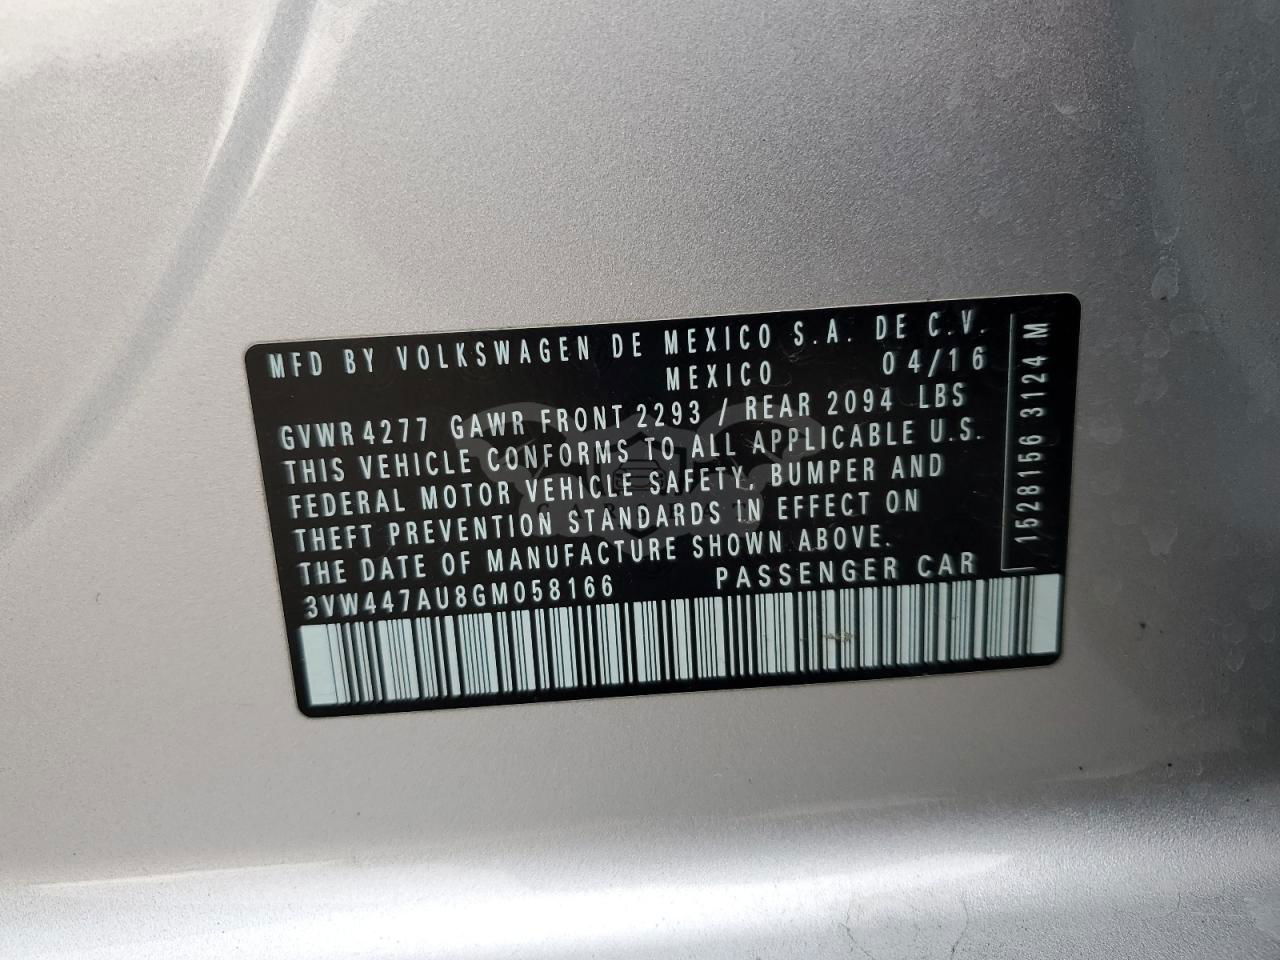 MFD BY VOLKSWAGEN DE MEXICO S.A. DE C.V.
MEXICO 04/16
GVWR 4277 GAWR FRONT 2293 / REAR 2094 LBS
THIS VEHICLE CONFORMS TO ALL APPLICABLE U.S.
FEDERAL MOTOR VEHICLE SAFETY, BUMPER AND
THEFT PREVENTION STANDARDS IN EFFECT ON
THE DATE OF MANUFACTURE SHOWN ABOVE.
3VW447AU8GM058166 PASSENGER CAR
1528156 3124 M